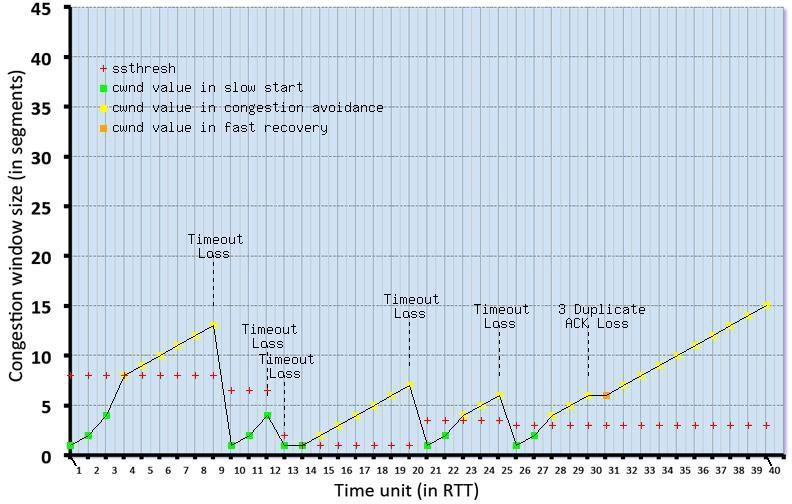 45
40
35
30
25
20
15
10
5
0
Congestion window size (in segments)
ssthresh
cwnd value in slow start
cwnd value in congestion avoidance
cwnd value in fast recovery
Timeout
Loss
Timeout
Loss
Timeout
Loss
Timeout
Loss
Timeout
Loss
3 Duplicate
ACK Loss
1 2 3 4 5 6 7 8 9 10 11 12 13 14 15 16 17 18 19 20 21 22 23 24 25 26 27 28 29 30 31 32 33 34 35 36 37 38 39 40
Time unit (in RTT)